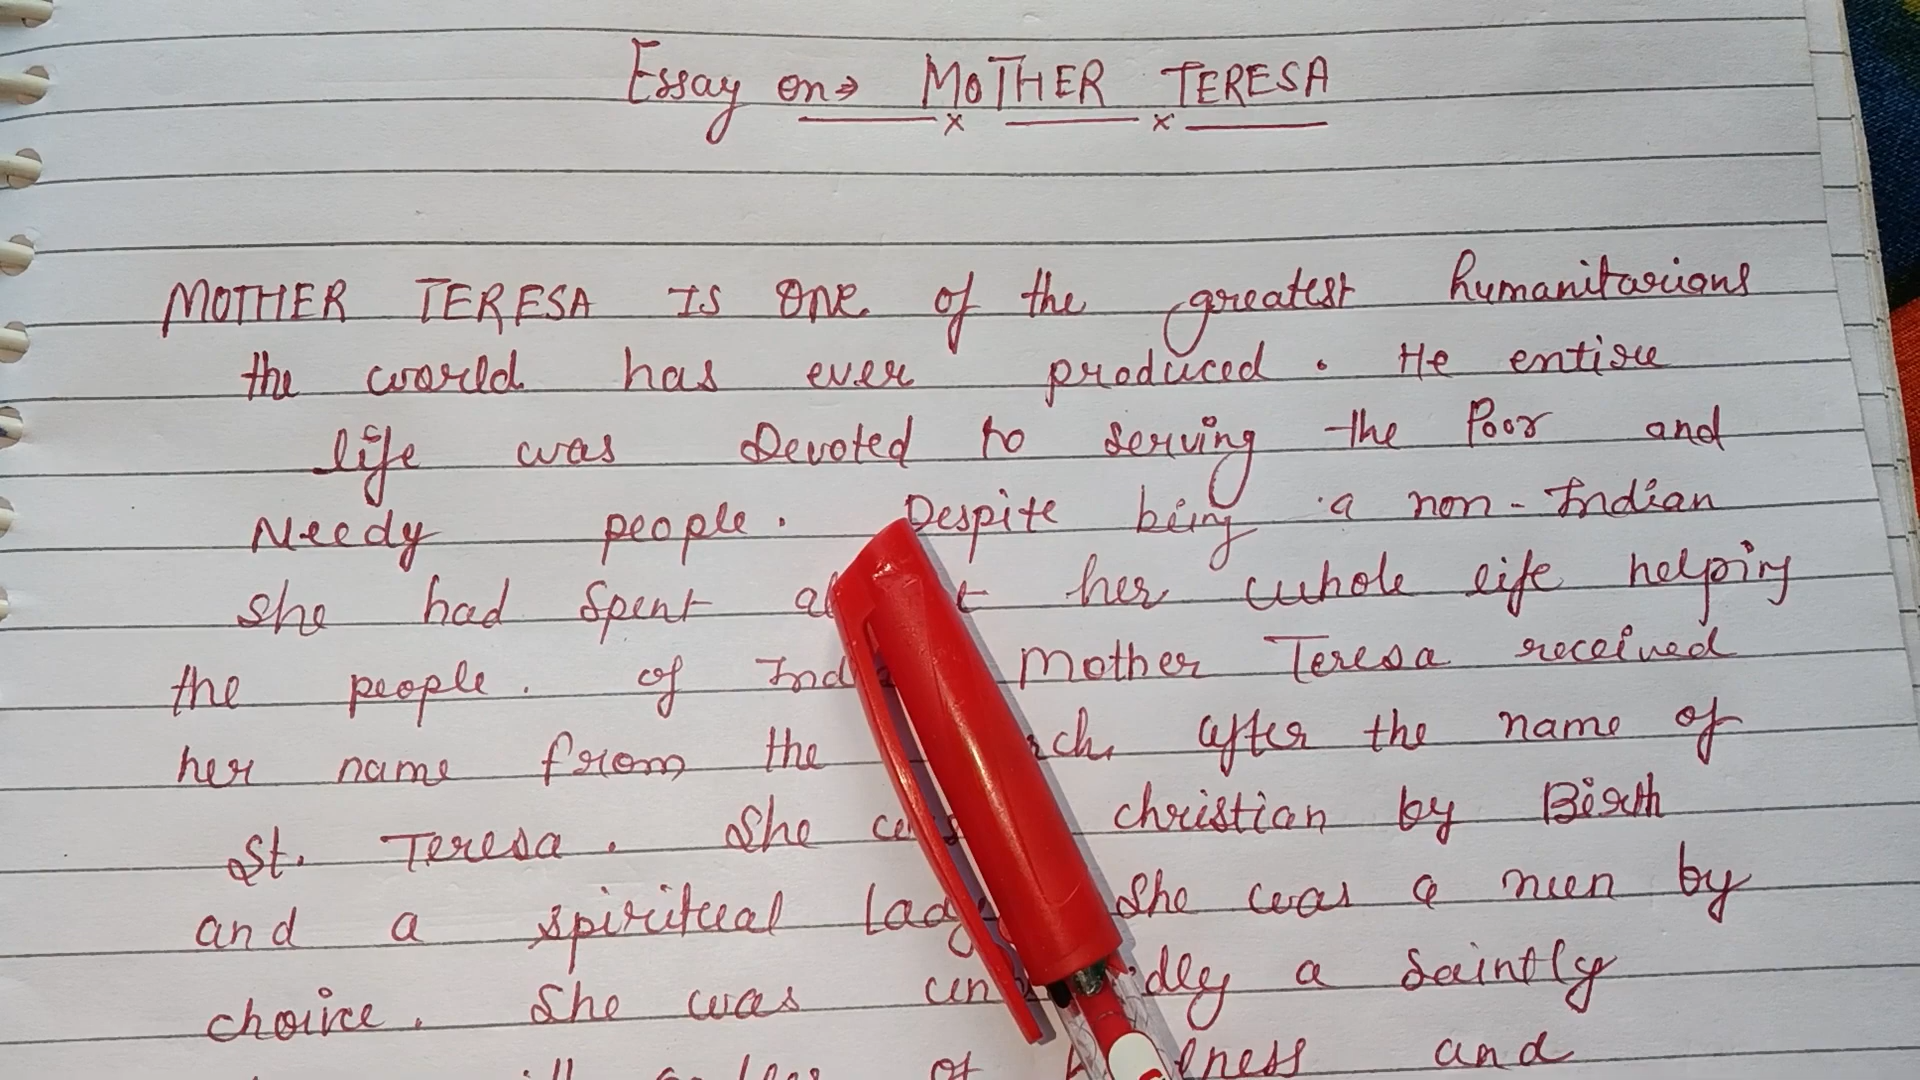 Essay on → MOTHER TERESA
MOTHER TERESA IS One of the greatest humanitarians
the world has ever produced. He entire
life was Devoted to serving the Poor and
Needy people. Despite being a non-Indian
she had spent her whole life helping
the people. of Mother Teresa received
her name from the after the name of
St. Teresa. She christian by Birth
and a spiritual She was a nun by
choice. She was a saintly
of and